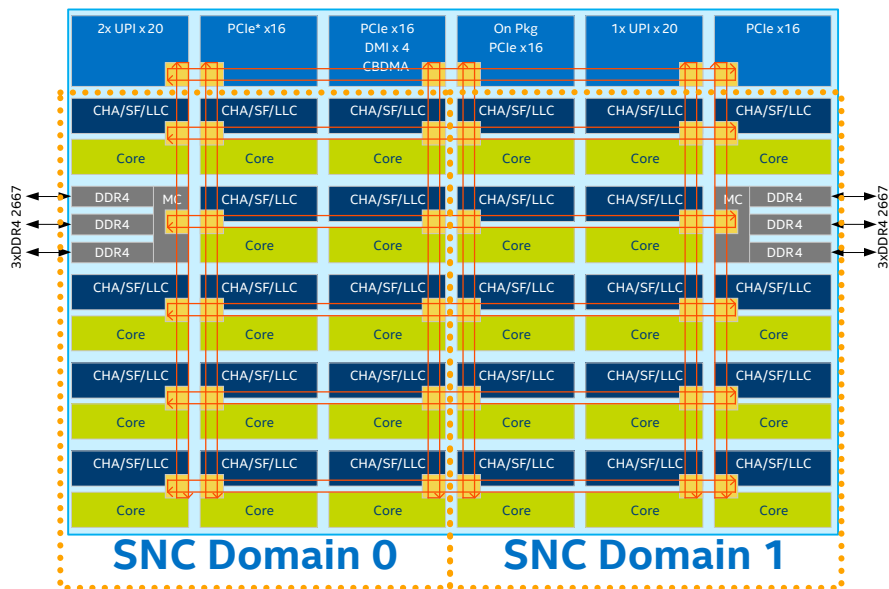 2x UPI x 20
PCIe* x16
PCIe x16
DMI x 4
CBDMA
On Pkg
PCIe x16
1x UPI x 20
PCIe x16
CHA/SF/LLC
CHA/SF/LLC
CHA/SF/LLC
CHA/SF/LLC
CHA/SF/LLC
CHA/SF/LLC
Core
Core
Core
Core
Core
Core
3xDDR4 2667
DDR4
DDR4
DDR4
MC
CHA/SF/LLC
CHA/SF/LLC
CHA/SF/LLC
CHA/SF/LLC
Core
Core
Core
Core
MC
DDR4
DDR4
DDR4
3xDDR4 2667
CHA/SF/LLC
CHA/SF/LLC
CHA/SF/LLC
CHA/SF/LLC
CHA/SF/LLC
CHA/SF/LLC
Core
Core
Core
Core
Core
Core
CHA/SF/LLC
CHA/SF/LLC
CHA/SF/LLC
CHA/SF/LLC
CHA/SF/LLC
CHA/SF/LLC
Core
Core
Core
Core
Core
Core
CHA/SF/LLC
CHA/SF/LLC
CHA/SF/LLC
CHA/SF/LLC
CHA/SF/LLC
CHA/SF/LLC
Core
Core
Core
Core
Core
Core
SNC Domain 0
SNC Domain 1